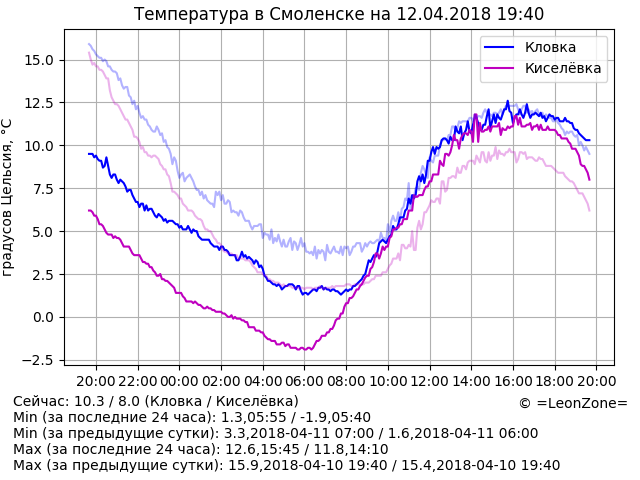 Температура в Смоленске на 12.04.2018 19:40
градусов Цельсия, °C
15.0
12.5
10.0
7.5
5.0
2.5
0.0
−2.5
Кловка
Киселёвка
20:00 22:00 00:00 02:00 04:00 06:00 08:00 10:00 12:00 14:00 16:00 18:00 20:00
© =LeonZone=
Сейчас: 10.3 / 8.0 (Кловка / Киселёвка)
Min (за последние 24 часа): 1.3,05:55 / -1.9,05:40
Min (за предыдущие сутки): 3.3,2018-04-11 07:00 / 1.6,2018-04-11 06:00
Max (за последние 24 часа): 12.6,15:45 / 11.8,14:10
Max (за предыдущие сутки): 15.9,2018-04-10 19:40 / 15.4,2018-04-10 19:40